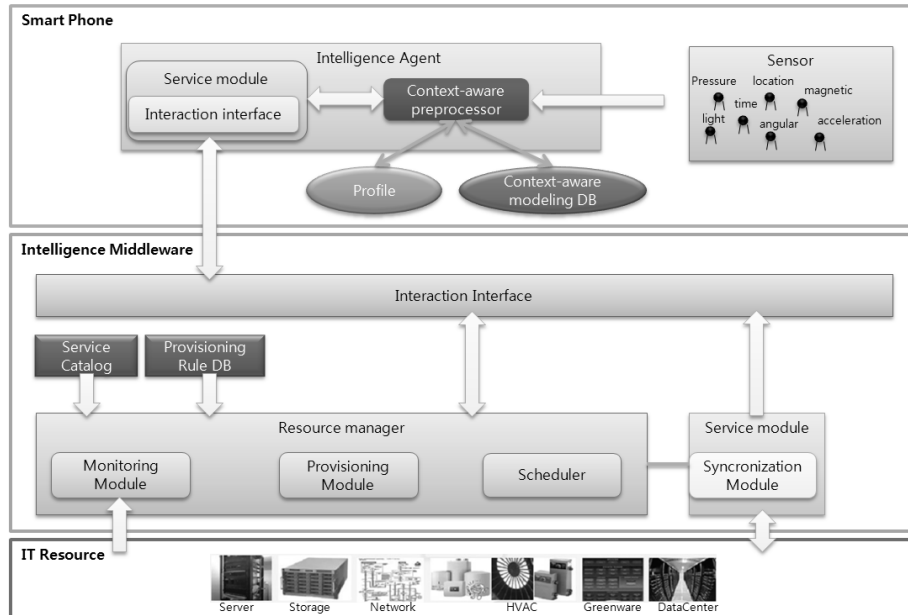 Smart Phone
Intelligence Agent
Service module
Interaction interface
Context-aware
preprocessor
Profile
Context-aware
modeling DB
Sensor
Pressure
location
magnetic
time
light
angular
acceleration
Intelligence Middleware
Interaction Interface
Service
Catalog
Provisioning
Rule DB
Resource manager
Monitoring
Module
Provisioning
Module
Scheduler
Service module
Syncronization
Module
IT Resource
Server
Storage
Network
HVAC
Greenware
DataCenter